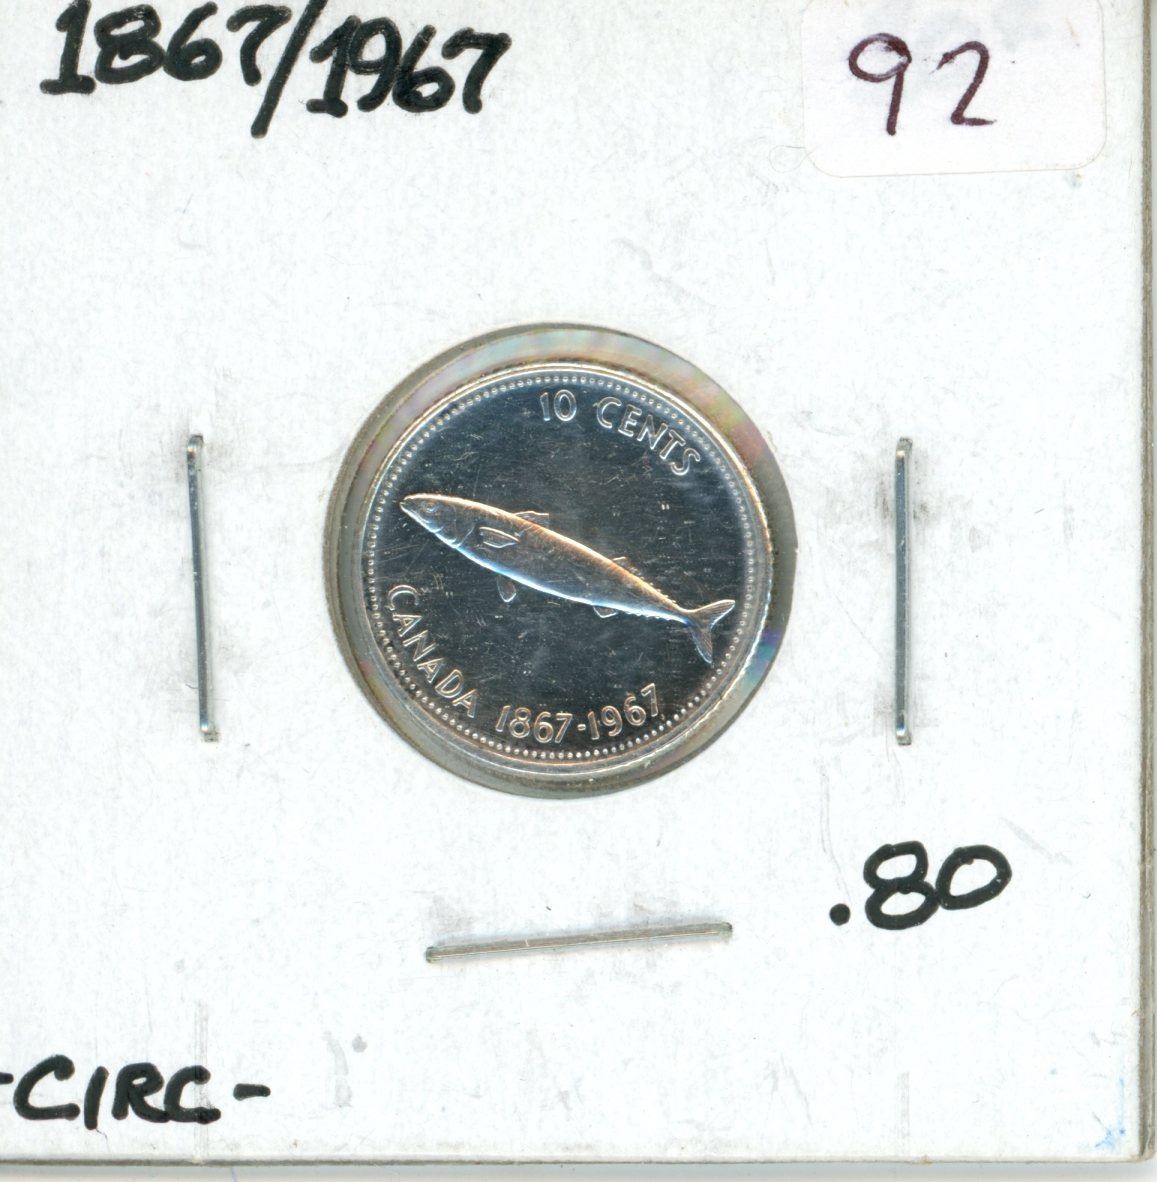 1867/1967
92
10 CENTS
CANADA 1867-1967
.80
-CIRC-